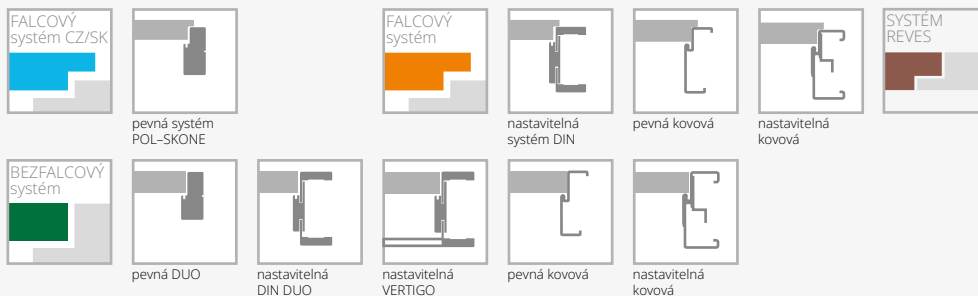 FALCOVÝ
systém CZ/SK
pevná systém
POL–SKONE
FALCOVÝ
systém
nastavitelná
systém DIN
pevná kovová
nastavitelná
kovová
SYSTÉM
REVES
BEZFALCOVÝ
systém
pevná DUO
nastavitelná
DIN DUO
nastavitelná
VERTIGO
pevná kovová
nastavitelná
kovová